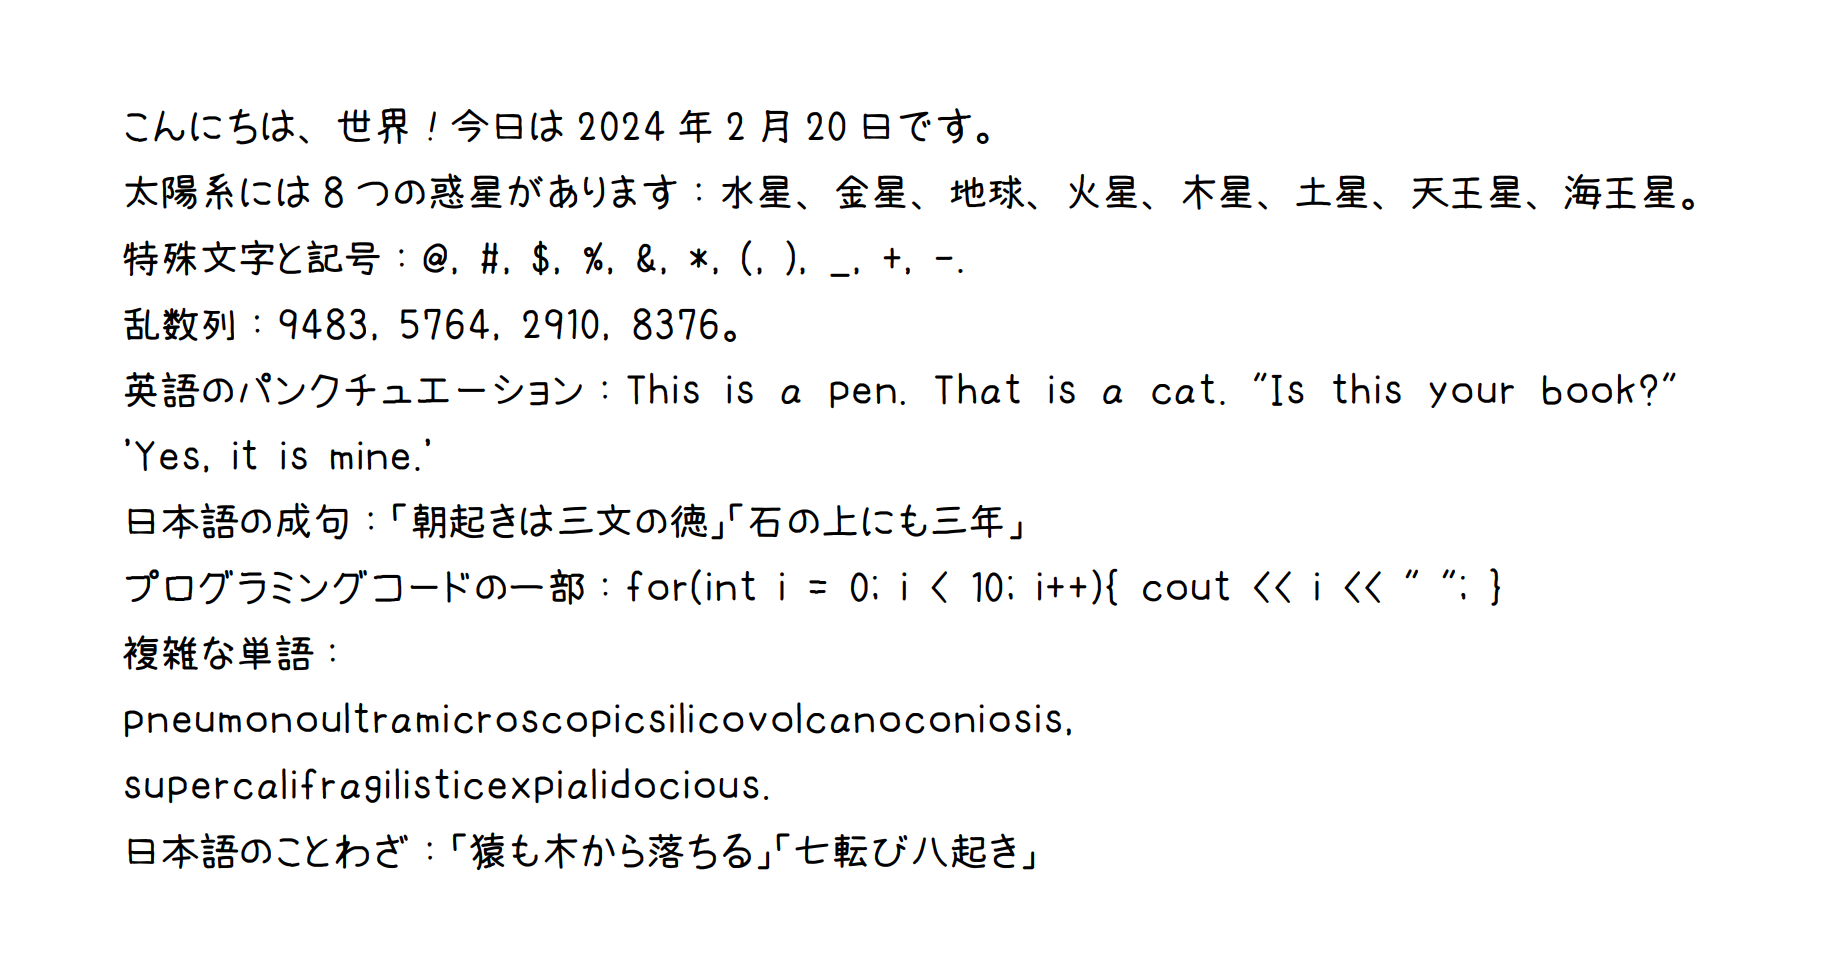 こんにちは、世界！今日は 2024 年 2 月 20 日です。
太陽系には 8 つの惑星があります：水星、金星、地球、火星、木星、土星、天王星、海王星。
特殊文字と記号：@, #, $, %, &, *, (, ), _, +, -.
乱数列：9483, 5764, 2910, 8376。
英語のパンクチュエーション：This is a pen. That is a cat. "Is this your book?"
'Yes, it is mine.'
日本語の成句：「朝起きは三文の徳」「石の上にも三年」
プログラミングコードの一部：for(int i = 0; i < 10; i++){ cout << i << " "; }
複雑な単語：
pneumonoultramicroscopicsilicovolcanoconiosis,
supercalifragilisticexpialidocious.
日本語のことわざ：「猿も木から落ちる」「七転び八起き」